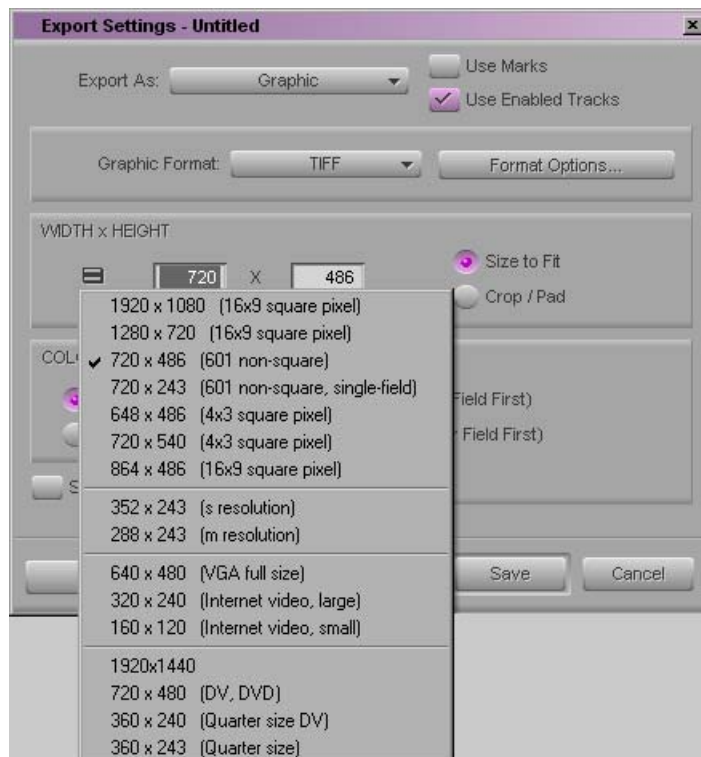 Export Settings - Untitled
Export As: Graphic
Use Marks
Use Enabled Tracks
Graphic Format: TIFF Format Options...
WIDTH x HEIGHT
720 X 486
Size to Fit
Crop / Pad
1920 x 1080 (16x9 square pixel)
1280 x 720 (16x9 square pixel)
720 x 486 (601 non-square)
720 x 243 (601 non-square, single-field)
648 x 486 (4x3 square pixel)
720 x 540 (4x3 square pixel)
864 x 486 (16x9 square pixel)
352 x 243 (s resolution)
288 x 243 (m resolution)
640 x 480 (VGA full size)
320 x 240 (Internet video, large)
160 x 120 (Internet video, small)
1920x1440
720 x 480 (DV, DVD)
360 x 240 (Quarter size DV)
360 x 243 (Quarter size)
Field First)
Field First)
Save Cancel